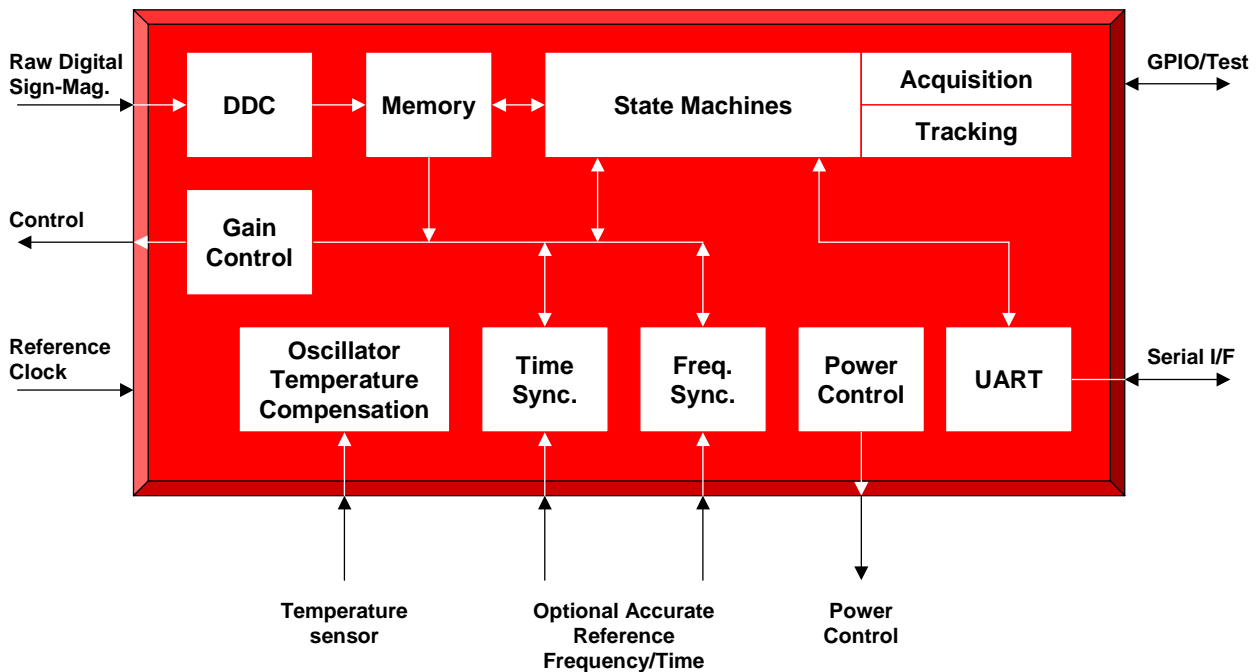 Raw Digital
Sign-Mag.
DDC
Memory
State Machines
Acquisition
Tracking
GPIO/Test
Control
Gain
Control
Reference
Clock
Oscillator
Temperature
Compensation
Time
Sync.
Freq.
Sync.
Power
Control
UART
Serial I/F
Temperature
sensor
Optional Accurate
Reference
Frequency/Time
Power
Control